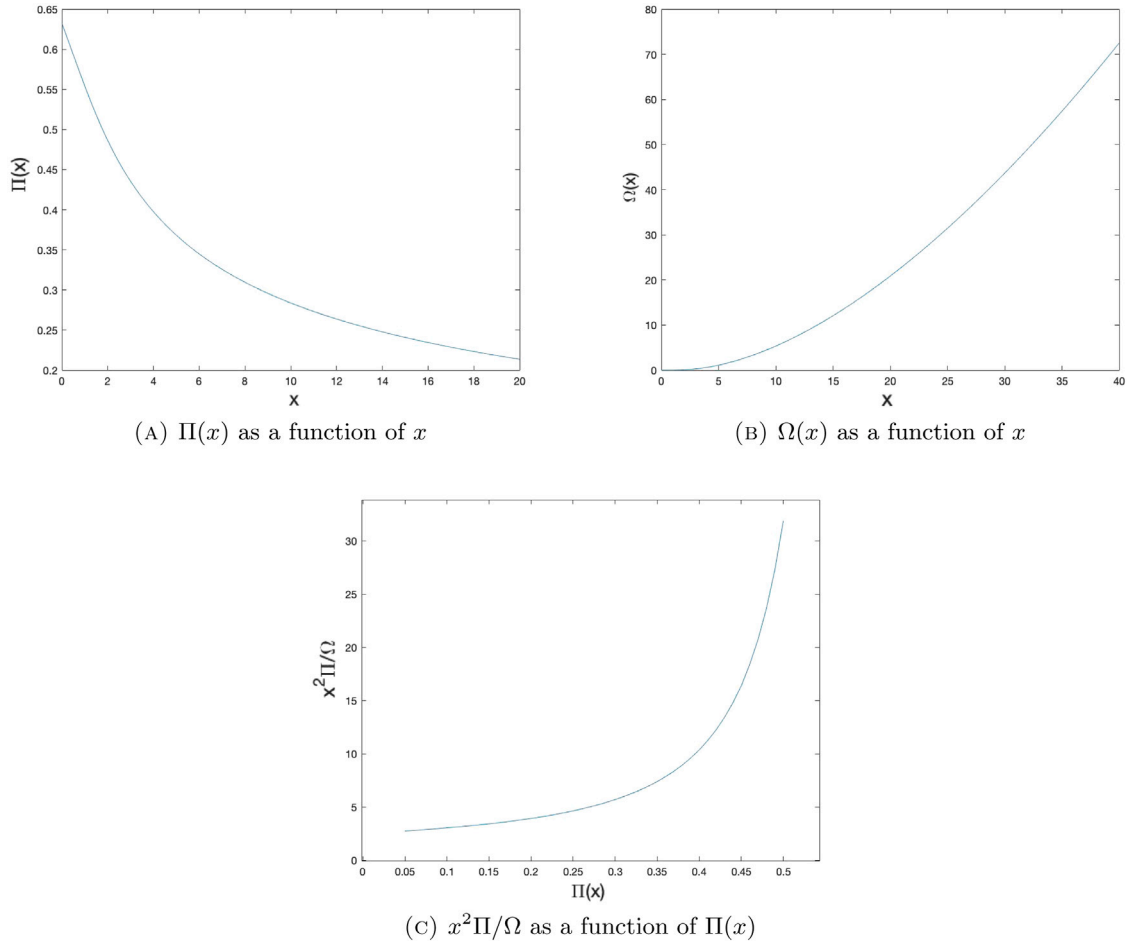 0.65
0.6
0.55
0.5
0.45
0.4
0.35
0.3
0.25
0.2
Π(x)
0 2 4 6 8 10 12 14 16 18 20
x
(A) Π(x) as a function of x
80
70
60
50
40
30
20
10
0
Ω(x)
0 5 10 15 20 25 30 35 40
x
(B) Ω(x) as a function of x
30
25
20
15
10
5
0
x²Π/Ω
0 0.05 0.1 0.15 0.2 0.25 0.3 0.35 0.4 0.45 0.5
Π(x)
(C) x²Π/Ω as a function of Π(x)